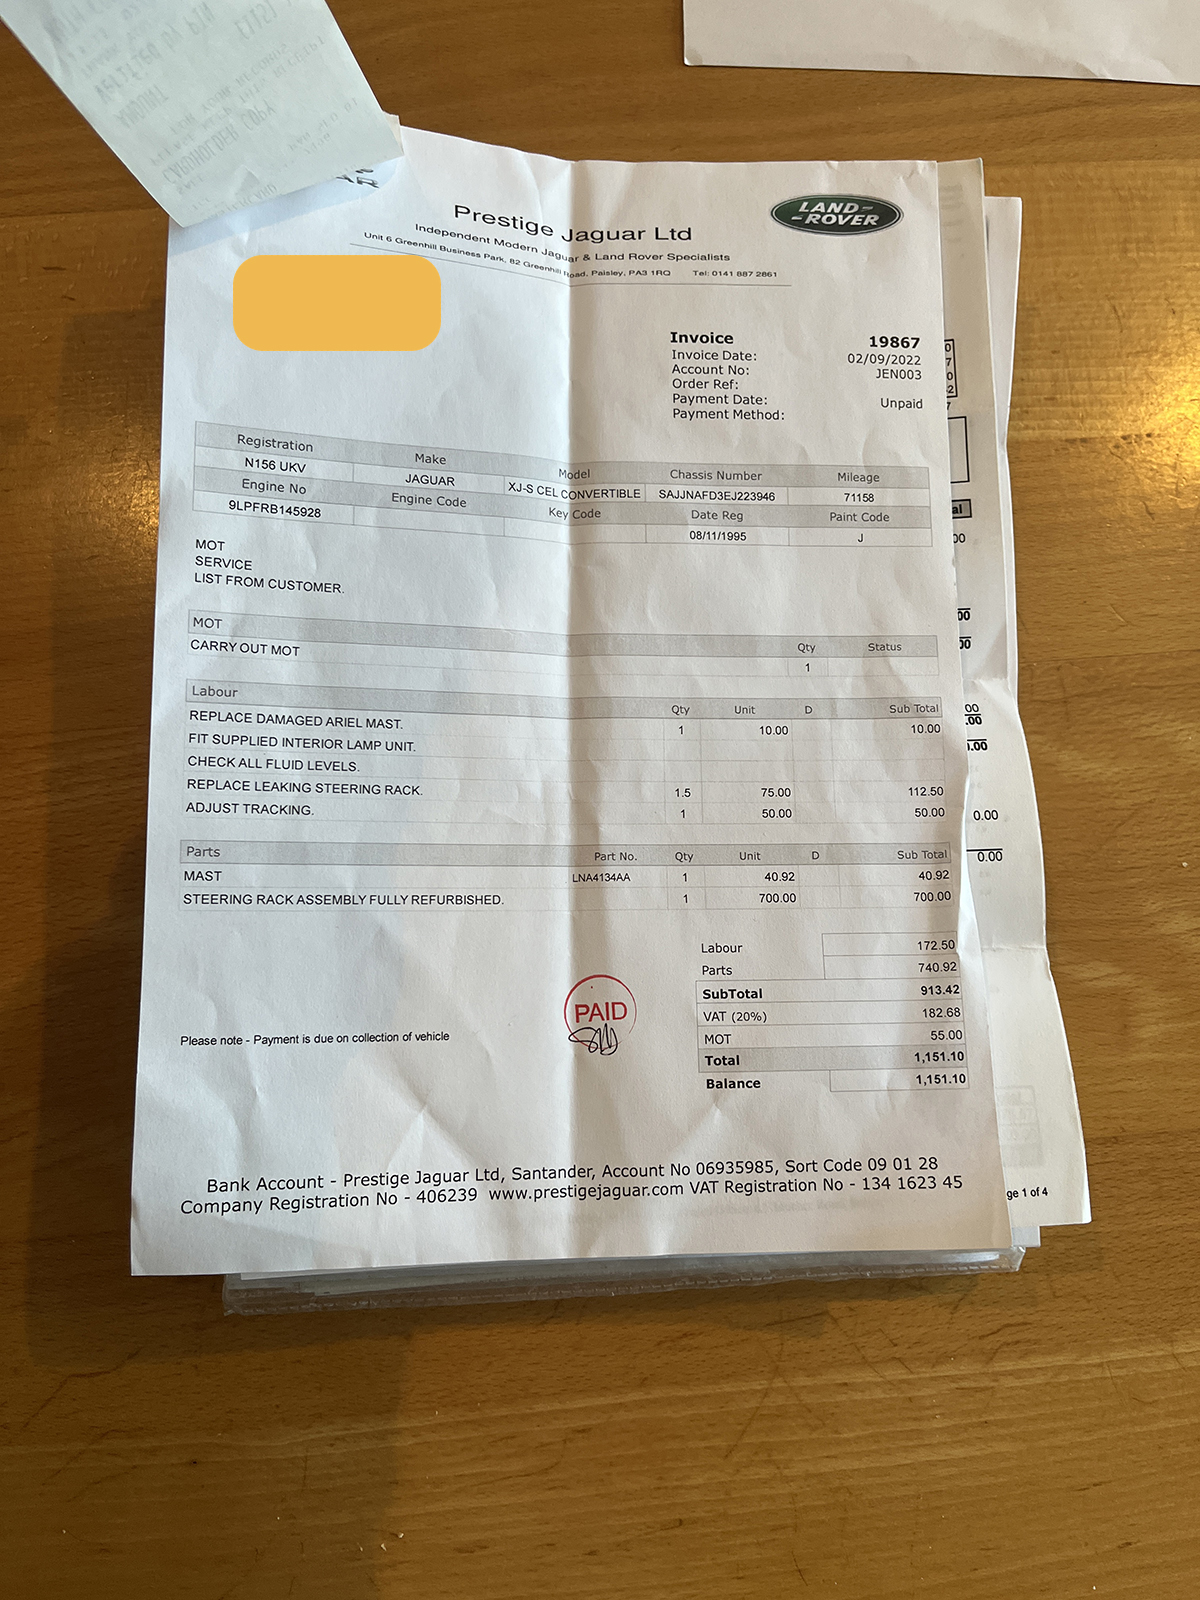 VERIFIED BY PIN
AMOUNT
CARDHOLDER COPY
Prestige Jaguar Ltd
Independent Modern Jaguar & Land Rover Specialists
Unit 6 Greenhill Business Park, 82 Greenhill Road, Paisley, PA3 1RQ Tel: 0141 887 2861
LAND-
-ROVER
Invoice 19867
Invoice Date: 02/09/2022
Account No: JEN003
Order Ref:
Payment Date: Unpaid
Payment Method:
Registration Make Model Chassis Number Mileage
N156 UKV JAGUAR XJ-S CEL CONVERTIBLE SAJJNAFD3EJ223946 71158
Engine No Engine Code Key Code Date Reg Paint Code
9LPFRB145928 08/11/1995 J
MOT
SERVICE
LIST FROM CUSTOMER.
MOT Qty Status
CARRY OUT MOT 1
Labour Qty Unit D Sub Total
REPLACE DAMAGED ARIEL MAST. 1 10.00 10.00
FIT SUPPLIED INTERIOR LAMP UNIT.
CHECK ALL FLUID LEVELS.
REPLACE LEAKING STEERING RACK. 1.5 75.00 112.50
ADJUST TRACKING. 1 50.00 50.00
Parts Part No. Qty Unit D Sub Total
MAST LNA4134AA 1 40.92 40.92
STEERING RACK ASSEMBLY FULLY REFURBISHED. 1 700.00 700.00
Labour 172.50
Parts 740.92
SubTotal 913.42
VAT (20%) 182.68
MOT 55.00
Total 1,151.10
Balance 1,151.10
PAID
Please note - Payment is due on collection of vehicle
Bank Account - Prestige Jaguar Ltd, Santander, Account No 06935985, Sort Code 09 01 28
Company Registration No - 406239 www.prestigejaguar.com VAT Registration No - 134 1623 45
0.00
0.00
ge 1 of 4